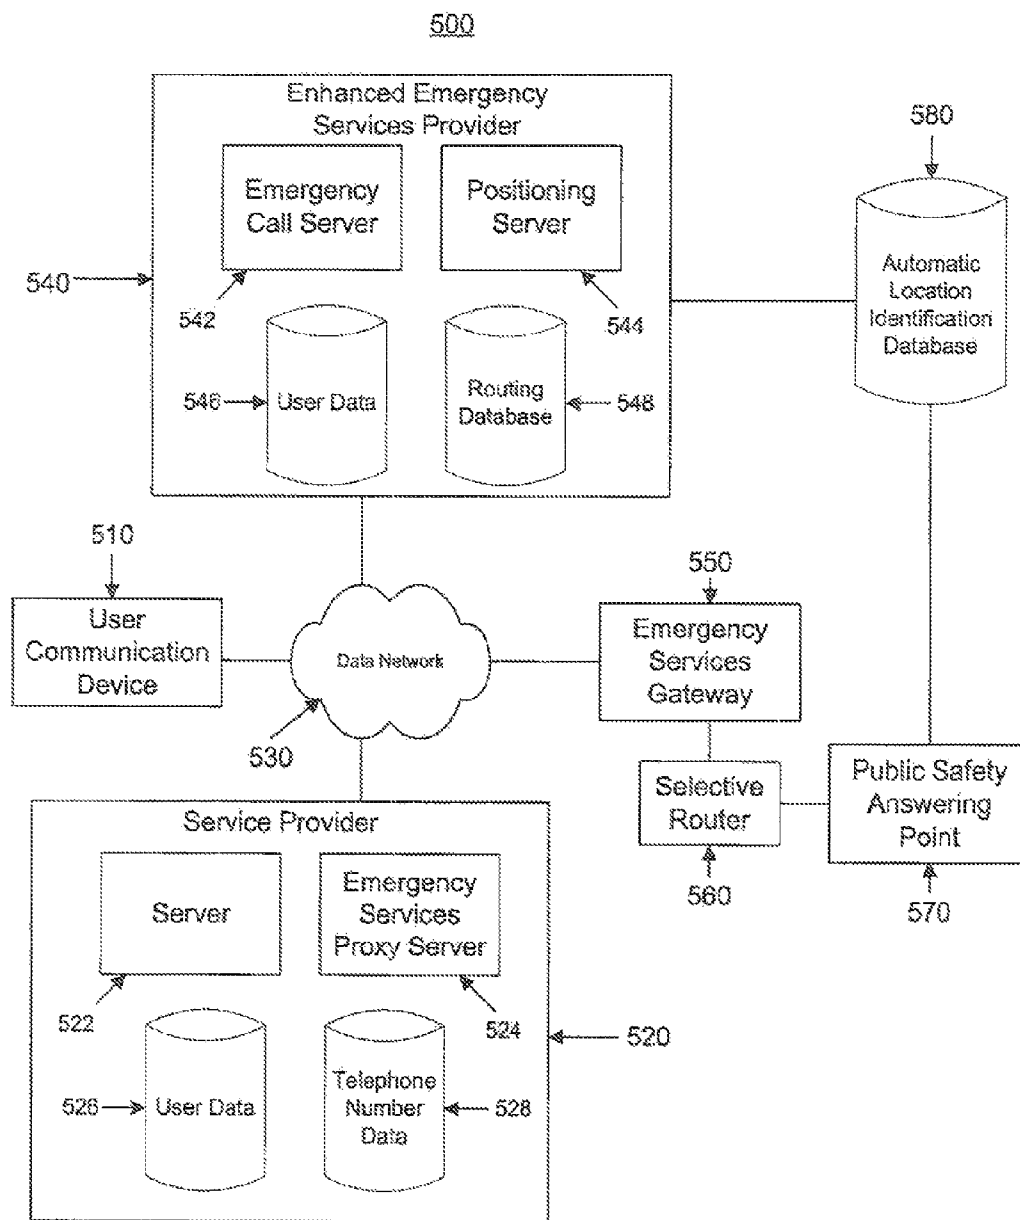 500
Enhanced Emergency
Services Provider
580
Emergency
Call Server
Positioning
Server
540
542
544
Automatic
Location
Identification
Database
546
User Data
Routing
Database
548
510
550
User
Communication
Device
Data Network
Emergency
Services
Gateway
530
Service Provider
Selective
Router
Public Safety
Answering
Point
Server
Emergency
Services
Proxy Server
560
570
522
524
520
526
User Data
Telephone
Number
Data
528